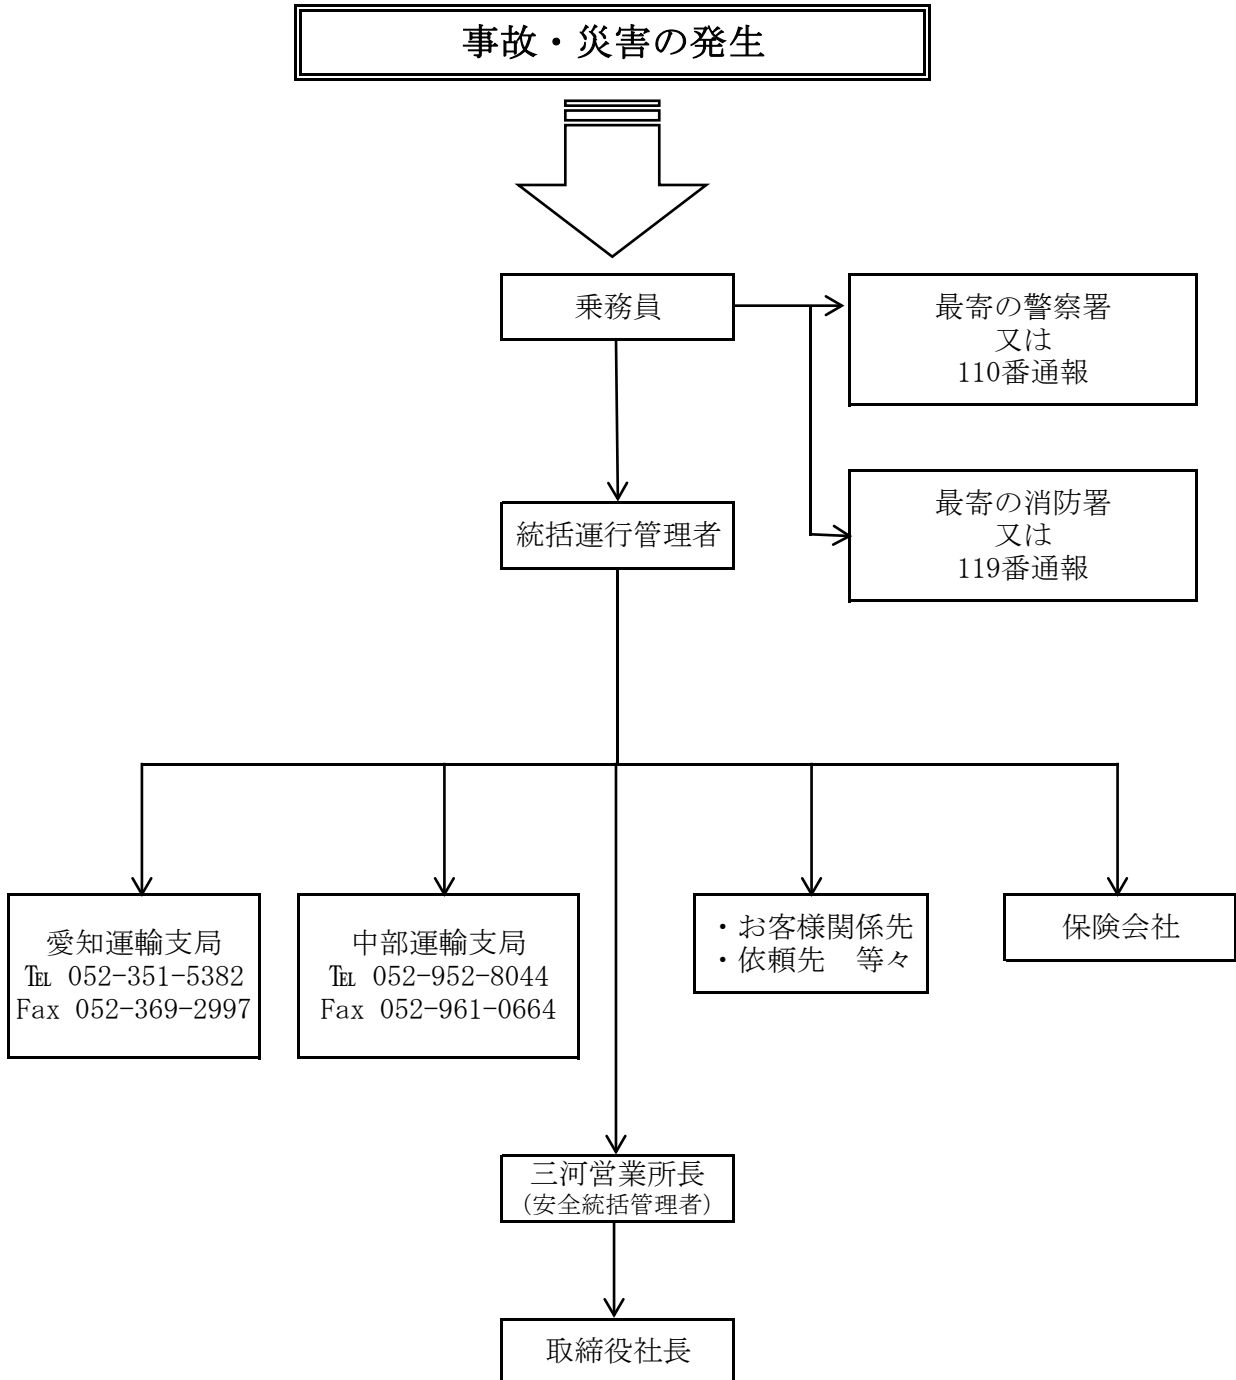 事故・災害の発生
乗務員
最寄の警察署
又は
110番通報
最寄の消防署
又は
119番通報
統括運行管理者
愛知運輸支局
℡ 052-351-5382
Fax 052-369-2997
中部運輸支局
℡ 052-952-8044
Fax 052-961-0664
・お客様関係先
・依頼先　等々
保険会社
三河営業所長
(安全統括管理者)
取締役社長